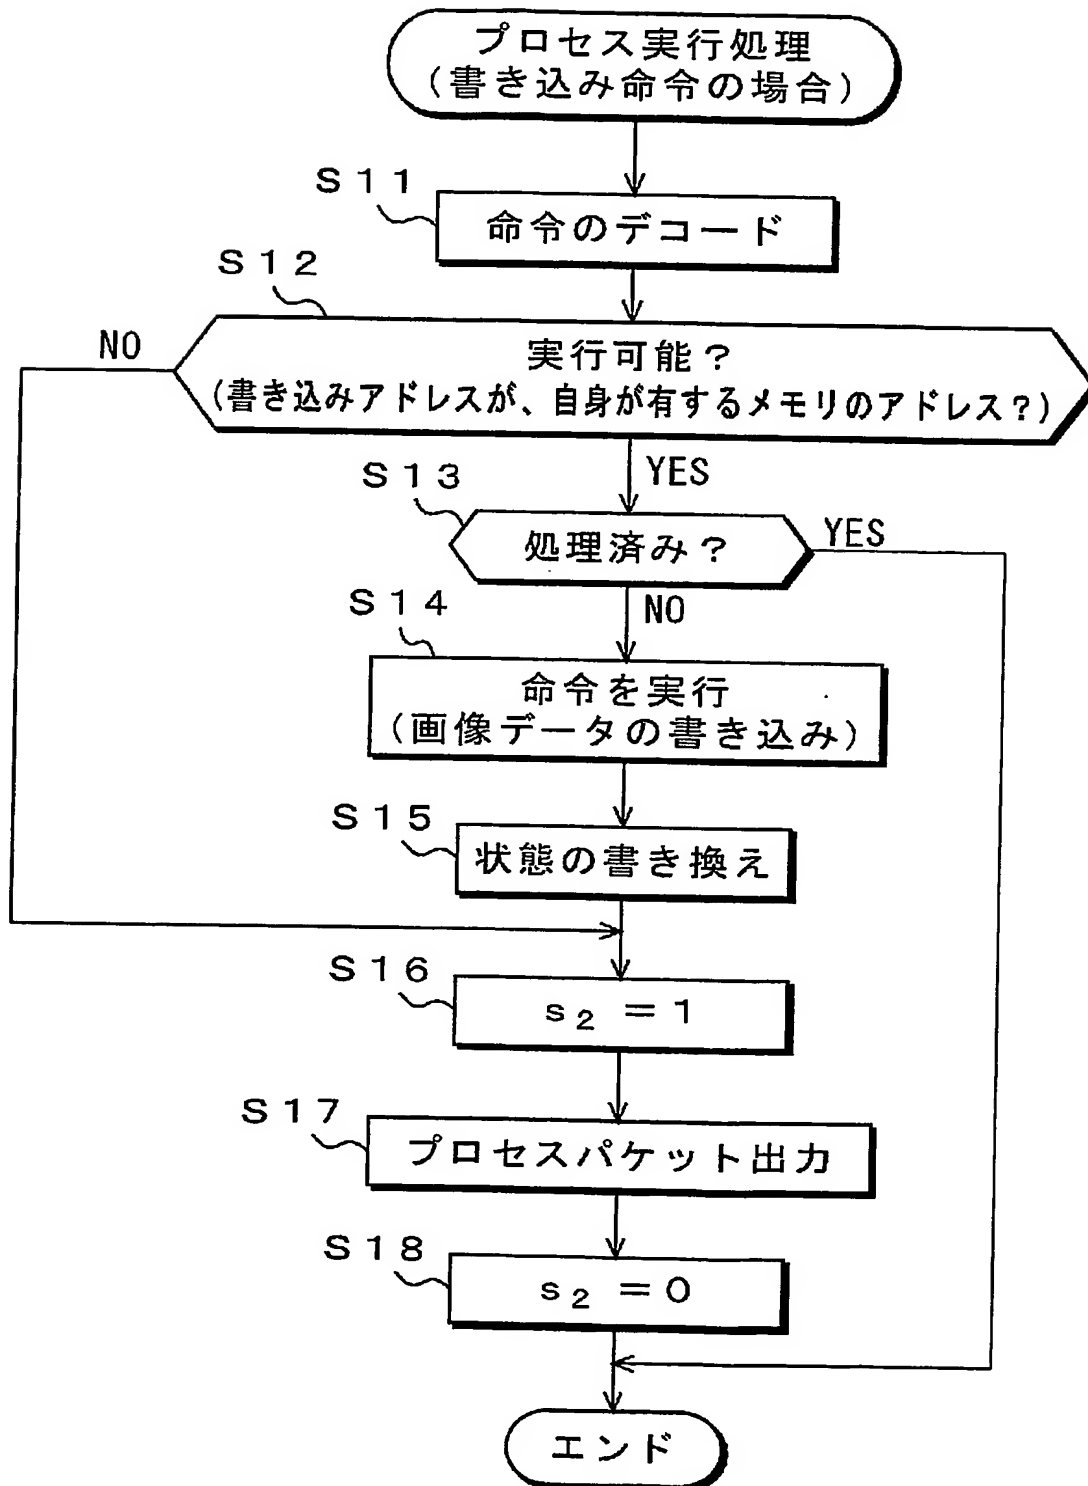 プロセス実行処理
(書き込み命令の場合)
S11
命令のデコード
S12
NO
実行可能?
(書き込みアドレスが、自身が有するメモリのアドレス?)
YES
S13
処理済み?
YES
S14
NO
命令を実行
(画像データの書き込み)
S15
状態の書き換え
S16
s₂ =1
S17
プロセスパケット出力
S18
s₂ =0
エンド